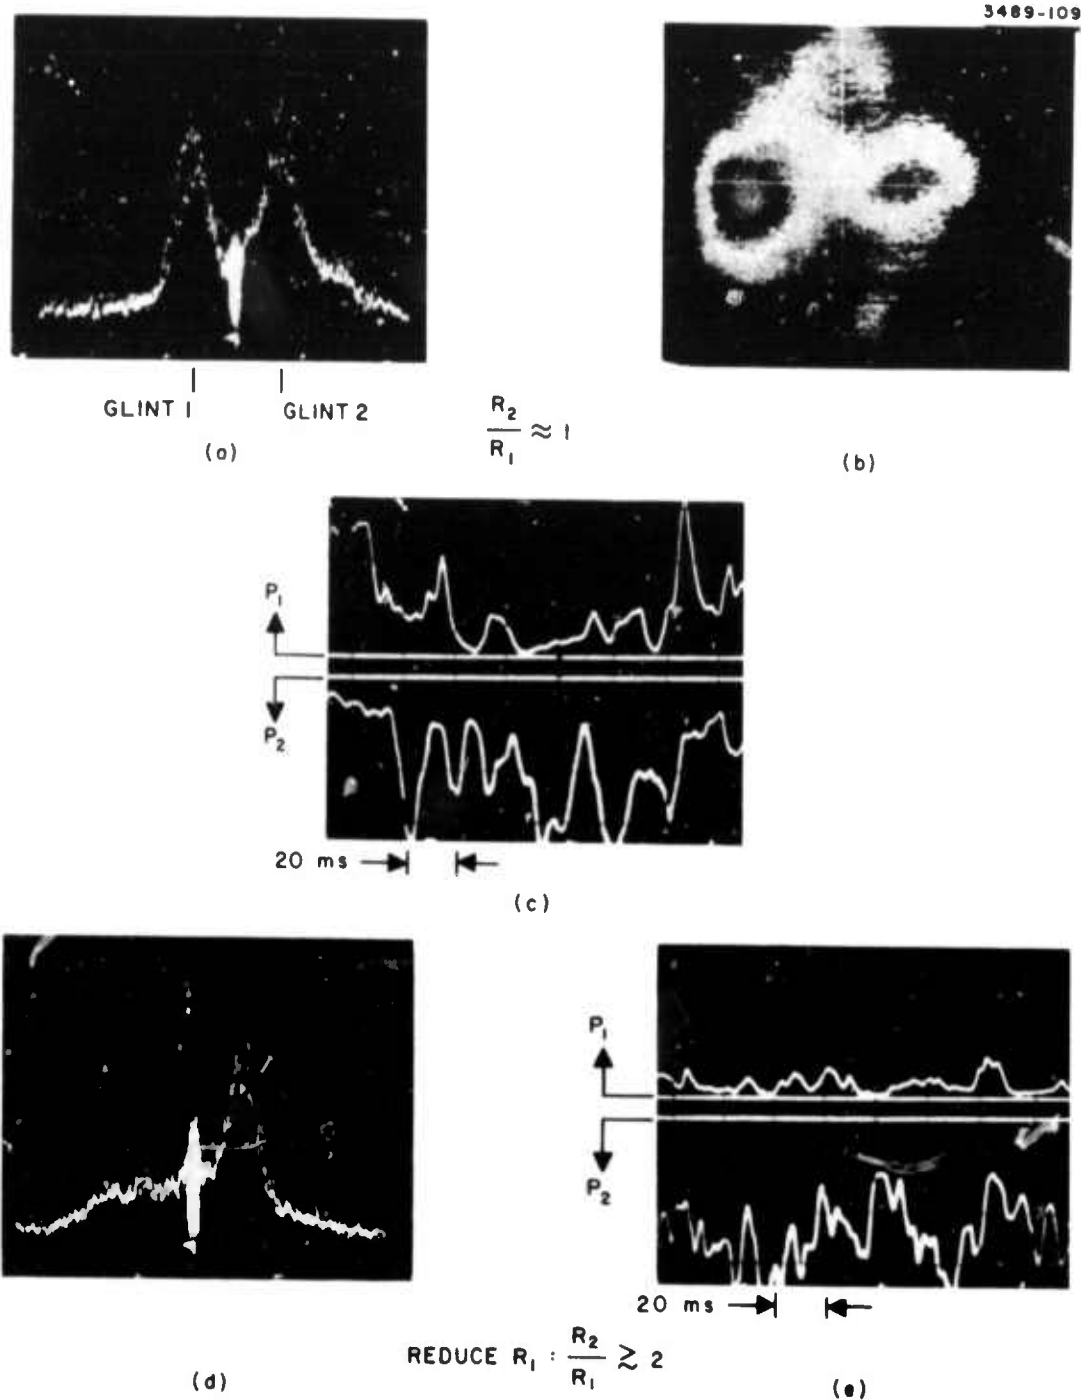 3489-109
GLINT 1 GLINT 2
(a)
R2/R1 ≈ 1
(b)
P1
P2
20 ms
(c)
P1
P2
20 ms
REDUCE R1 : R2/R1 ≳ 2
(d)
(e)